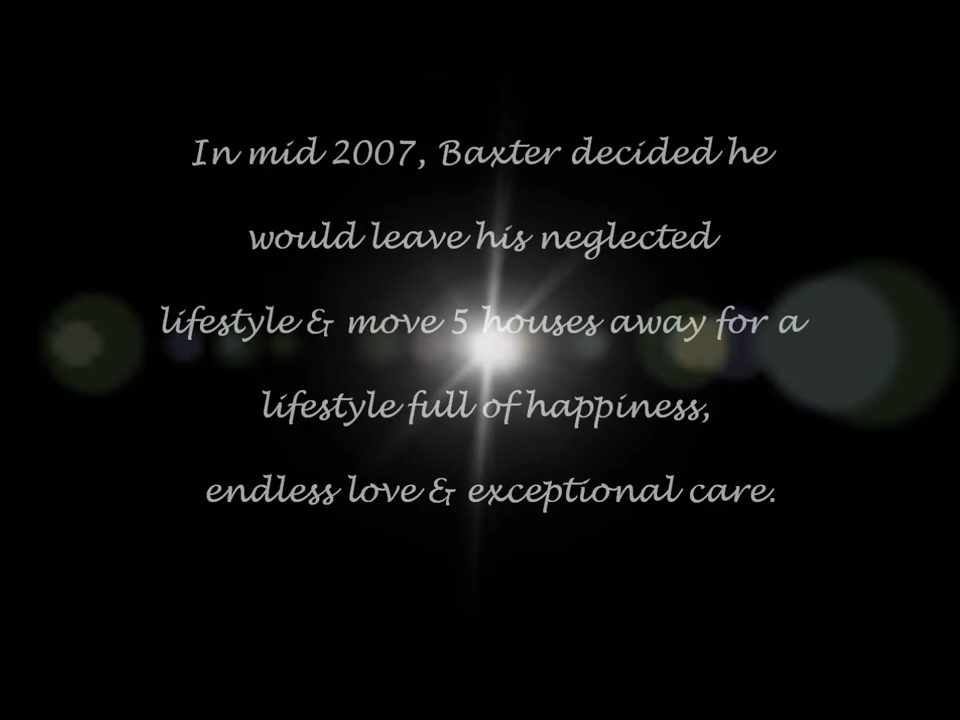 In mid 2007, Baxter decided he
would leave his neglected
lifestyle & move 5 houses away for a
lifestyle full of happiness,
endless love & exceptional care.